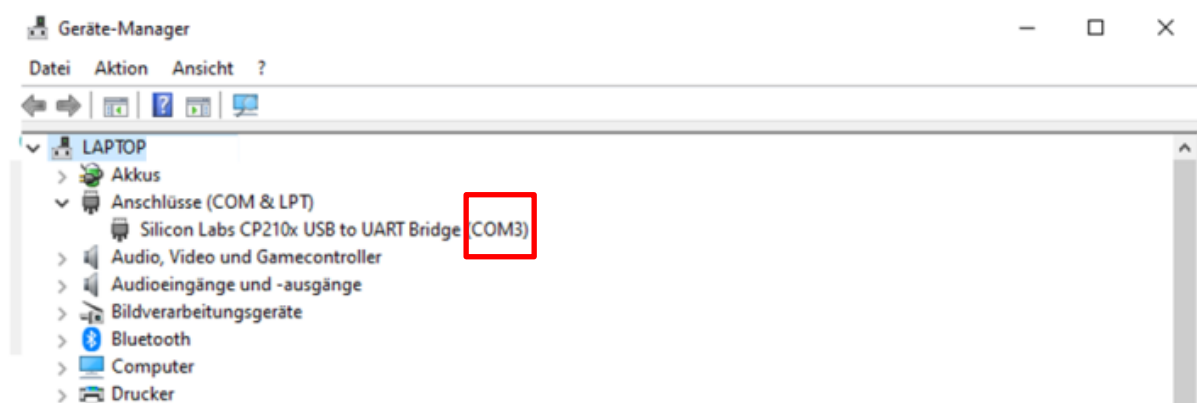 Geräte-Manager
Datei Aktion Ansicht ?
?
LAPTOP
Akkus
Anschlüsse (COM & LPT)
Silicon Labs CP210x USB to UART Bridge (COM3)
Audio, Video und Gamecontroller
Audioeingänge und -ausgänge
Bildverarbeitungsgeräte
Bluetooth
Computer
Drucker